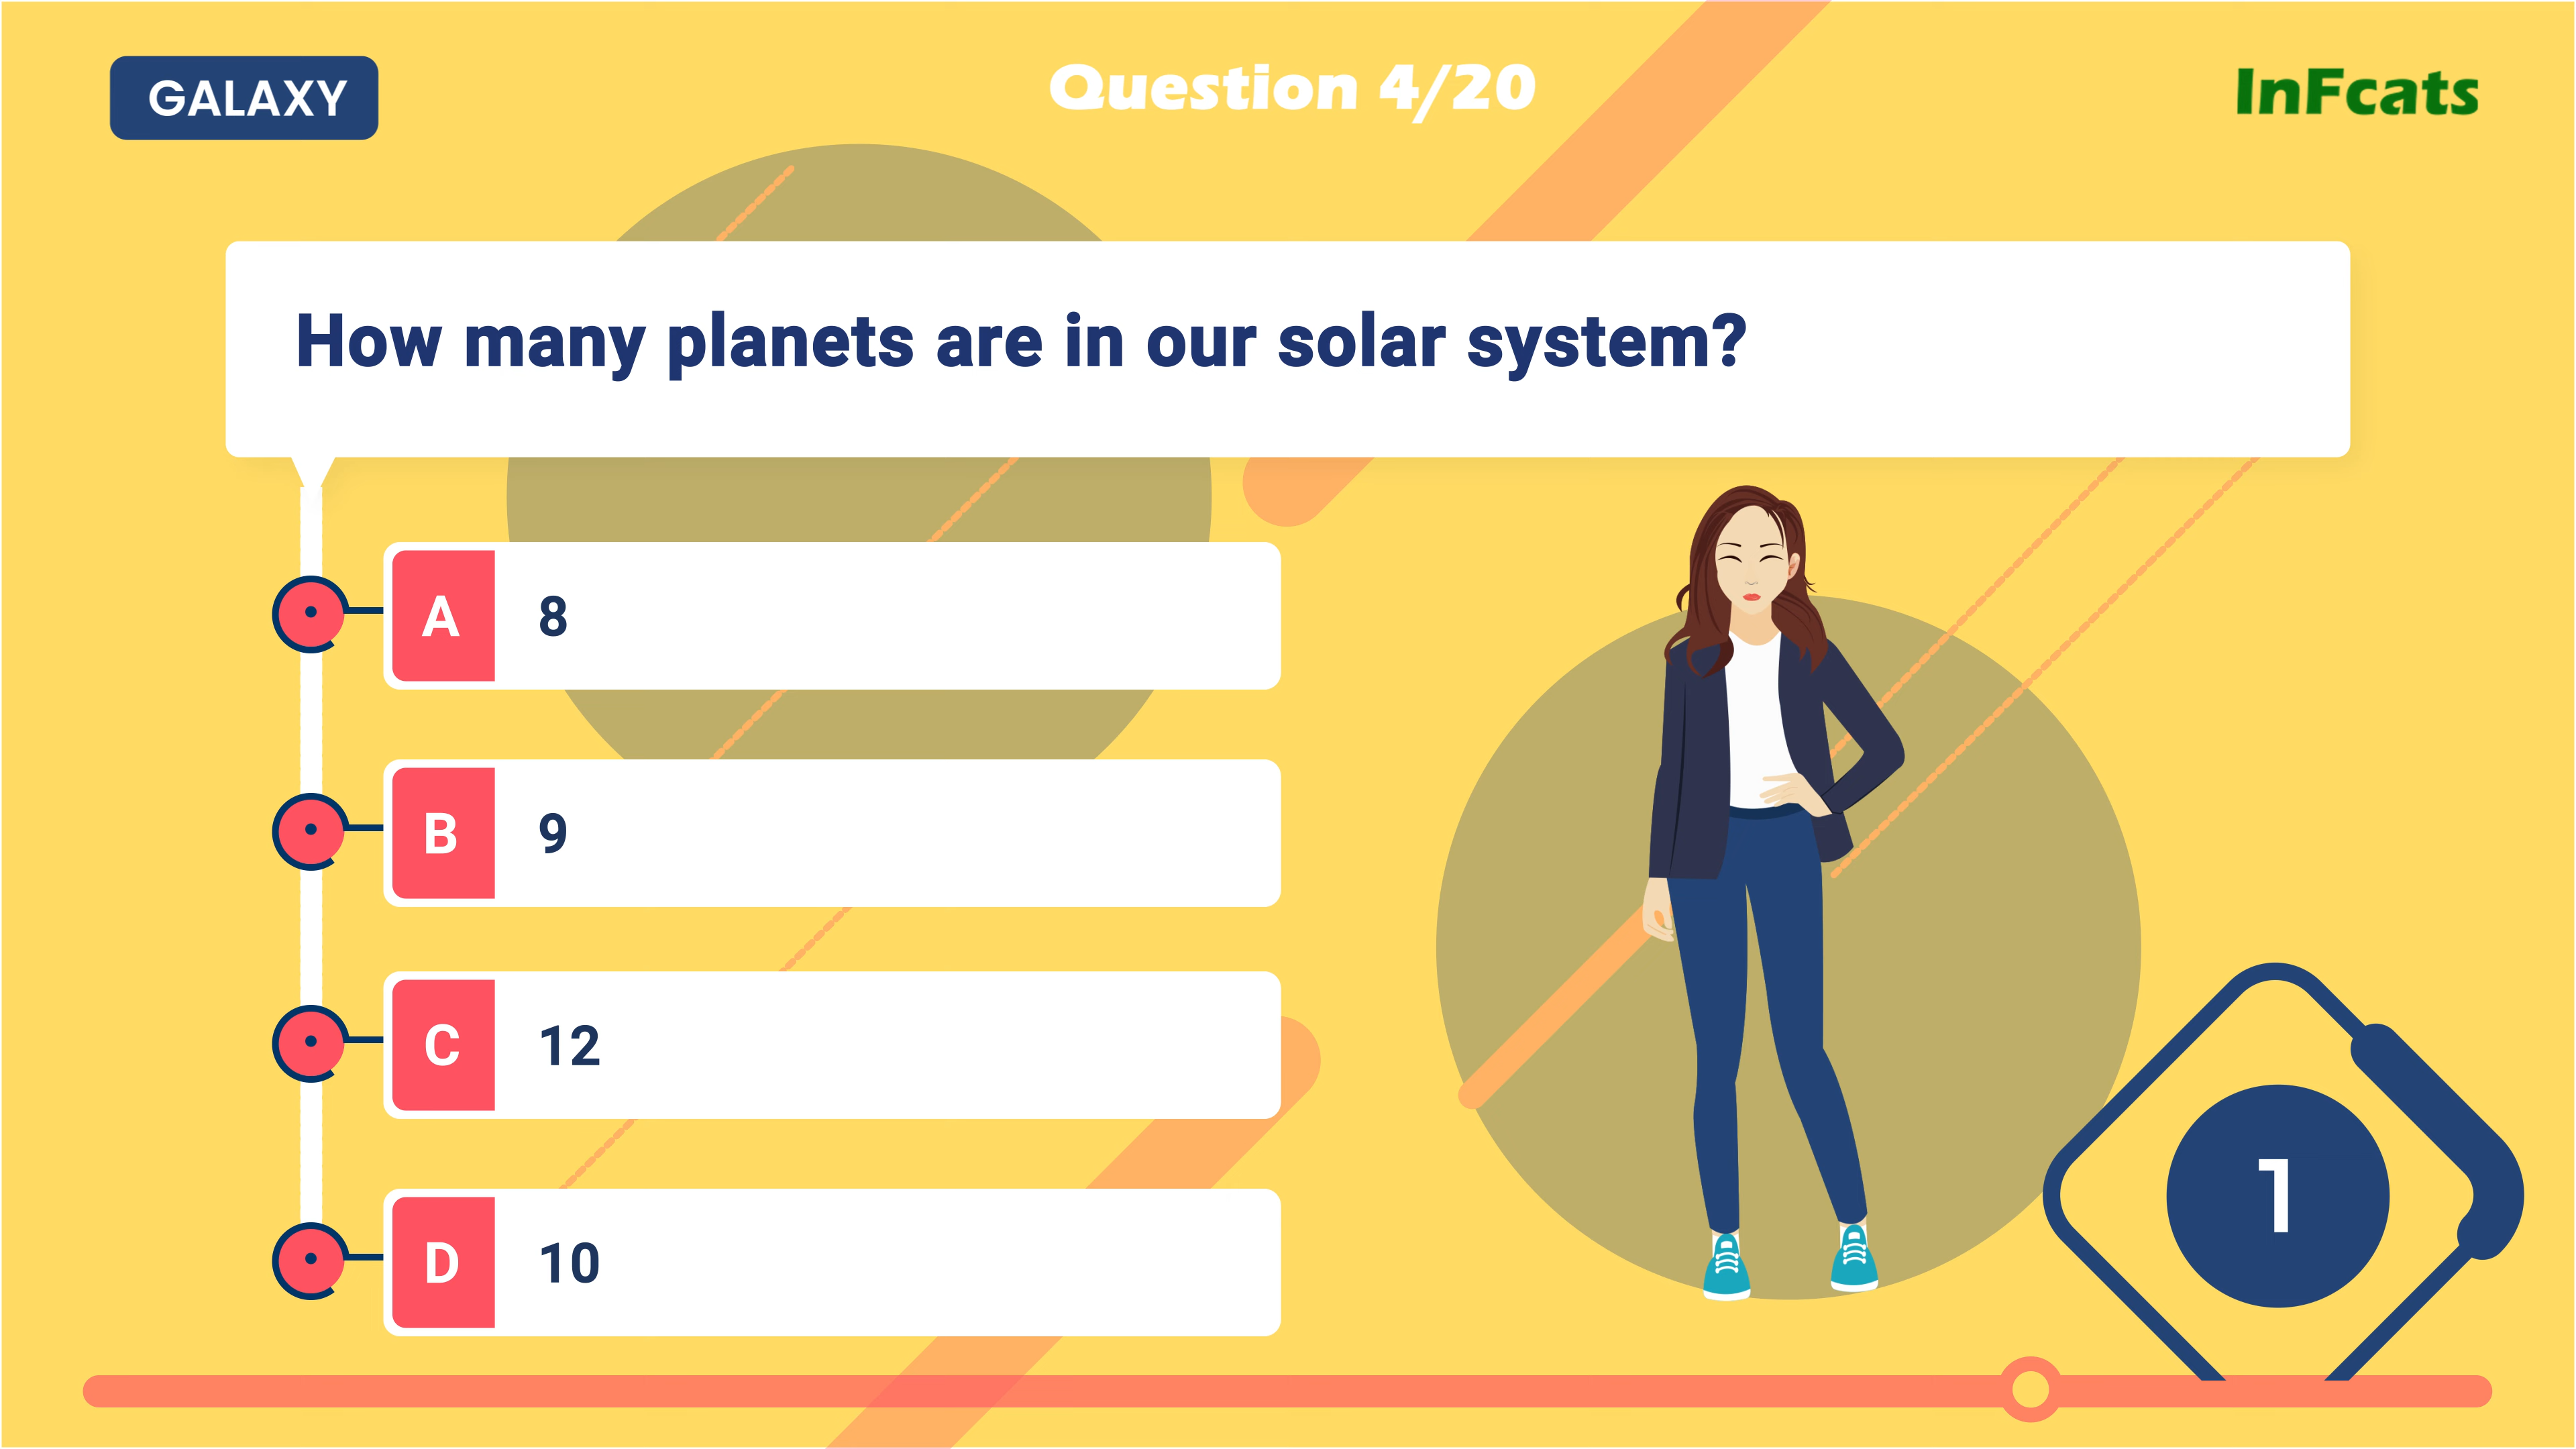 GALAXY
Question 4/20
InFcats
How many planets are in our solar system?
A 8
B 9
C 12
D 10
1